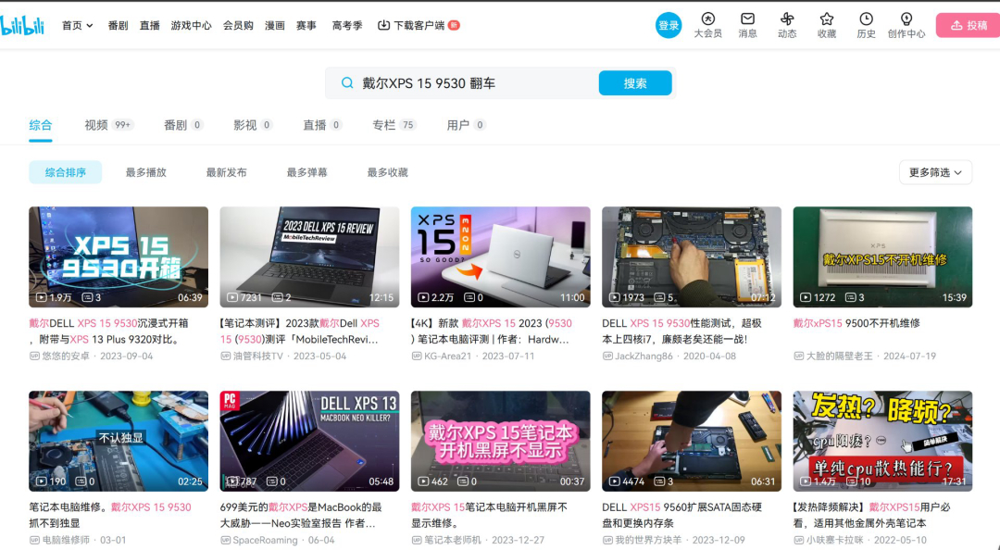 bilibili
首页 番剧 直播 游戏中心 会员购 漫画 赛事 高考季 下载客户端 新
登录 大会员 消息 动态 收藏 历史 创作中心 投稿
戴尔XPS 15 9530 翻车 搜索
综合 视频 99+ 番剧 0 影视 0 直播 0 专栏 75 用户 0
综合排序 最多播放 最新发布 最多弹幕 最多收藏 更多筛选
XPS 15
9530开箱
1.9万 3 06:39
戴尔DELL XPS 15 9530沉浸式开箱
，附带与XPS 13 Plus 9320对比。
UP 悠悠的安卓 · 2023-09-04
2023 DELL XPS 15 REVIEW
MobileTechReview
7231 2 12:15
【笔记本测评】2023款戴尔Dell XPS
15 (9530)测评「MobileTechRevi...
UP 油管科技TV · 2023-05-04
XPS
15
2023
SO GOOD?
2.2万 0 11:00
【4K】新款 戴尔XPS 15 2023 (9530
) 笔记本电脑评测 | 作者：Hardw...
UP KG-Area21 · 2023-07-11
1973 5 07:12
DELL XPS 15 9530性能测试，超极
本上四核i7，廉颇老矣还能一战！
UP JackZhang86 · 2020-04-08
XPS
戴尔XPS15不开机维修
1272 3 15:39
戴尔xPS15 9500不开机维修
UP 大脸的隔壁老王 · 2024-07-19
不认独显
190 0 02:25
笔记本电脑维修。戴尔XPS 15 9530
抓不到独显
UP 电脑维修师 · 03-01
PC
MAG
DELL XPS 13
MACBOOK NEO KILLER?
787 0 05:48
699美元的戴尔XPS是MacBook的最
大威胁——Neo实验室报告 作者...
UP SpaceRoaming · 06-04
戴尔XPS 15笔记本
开机黑屏不显示
462 0 00:37
戴尔XPS 15笔记本电脑开机黑屏不
显示维修。
UP 笔记本老师机 · 2023-12-27
4474 3 06:31
DELL XPS15 9560扩展SATA固态硬
盘和更换内存条
UP 我的世界方块羊 · 2023-12-09
发热？降频？
cpu阳痿？
简单解决
单纯cpu散热能行？
1.4万 10 17:31
【发热降频解决】戴尔XPS15用户必
看，适用其他金属外壳笔记本
UP 小呋塞卡拉咪 · 2022-05-10